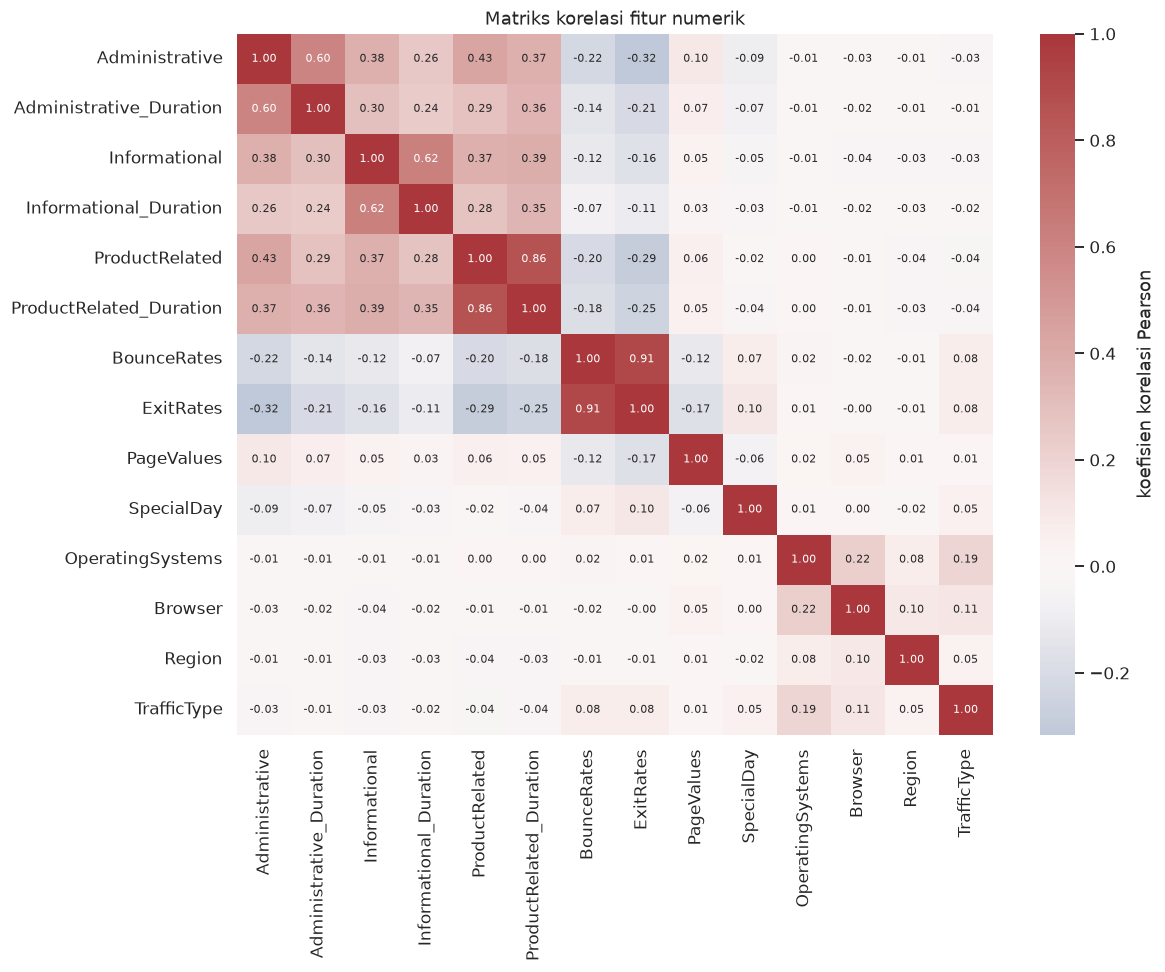 Matriks korelasi fitur numerik
Administrative 1.00 0.60 0.38 0.26 0.43 0.37 -0.22 -0.32 0.10 -0.09 -0.01 -0.03 -0.01 -0.03
Administrative_Duration 0.60 1.00 0.30 0.24 0.29 0.36 -0.14 -0.21 0.07 -0.07 -0.01 -0.02 -0.01 -0.01
Informational 0.38 0.30 1.00 0.62 0.37 0.39 -0.12 -0.16 0.05 -0.05 -0.01 -0.04 -0.03 -0.03
Informational_Duration 0.26 0.24 0.62 1.00 0.28 0.35 -0.07 -0.11 0.03 -0.03 -0.01 -0.02 -0.03 -0.02
ProductRelated 0.43 0.29 0.37 0.28 1.00 0.86 -0.20 -0.29 0.06 -0.02 0.00 -0.01 -0.04 -0.04
ProductRelated_Duration 0.37 0.36 0.39 0.35 0.86 1.00 -0.18 -0.25 0.05 -0.04 0.00 -0.01 -0.03 -0.04
BounceRates -0.22 -0.14 -0.12 -0.07 -0.20 -0.18 1.00 0.91 -0.12 0.07 0.02 -0.02 -0.01 0.08
ExitRates -0.32 -0.21 -0.16 -0.11 -0.29 -0.25 0.91 1.00 -0.17 0.10 0.01 -0.00 -0.01 0.08
PageValues 0.10 0.07 0.05 0.03 0.06 0.05 -0.12 -0.17 1.00 -0.06 0.02 0.05 0.01 0.01
SpecialDay -0.09 -0.07 -0.05 -0.03 -0.02 -0.04 0.07 0.10 -0.06 1.00 0.01 0.00 -0.02 0.05
OperatingSystems -0.01 -0.01 -0.01 -0.01 0.00 0.00 0.02 0.01 0.02 0.01 1.00 0.22 0.08 0.19
Browser -0.03 -0.02 -0.04 -0.02 -0.01 -0.01 -0.02 -0.00 0.05 0.00 0.22 1.00 0.10 0.11
Region -0.01 -0.01 -0.03 -0.03 -0.04 -0.03 -0.01 -0.01 0.01 -0.02 0.08 0.10 1.00 0.05
TrafficType -0.03 -0.01 -0.03 -0.02 -0.04 -0.04 0.08 0.08 0.01 0.05 0.19 0.11 0.05 1.00
Administrative
Administrative_Duration
Informational
Informational_Duration
ProductRelated
ProductRelated_Duration
BounceRates
ExitRates
PageValues
SpecialDay
OperatingSystems
Browser
Region
TrafficType
1.0
0.8
0.6
0.4
0.2
0.0
−0.2
koefisien korelasi Pearson